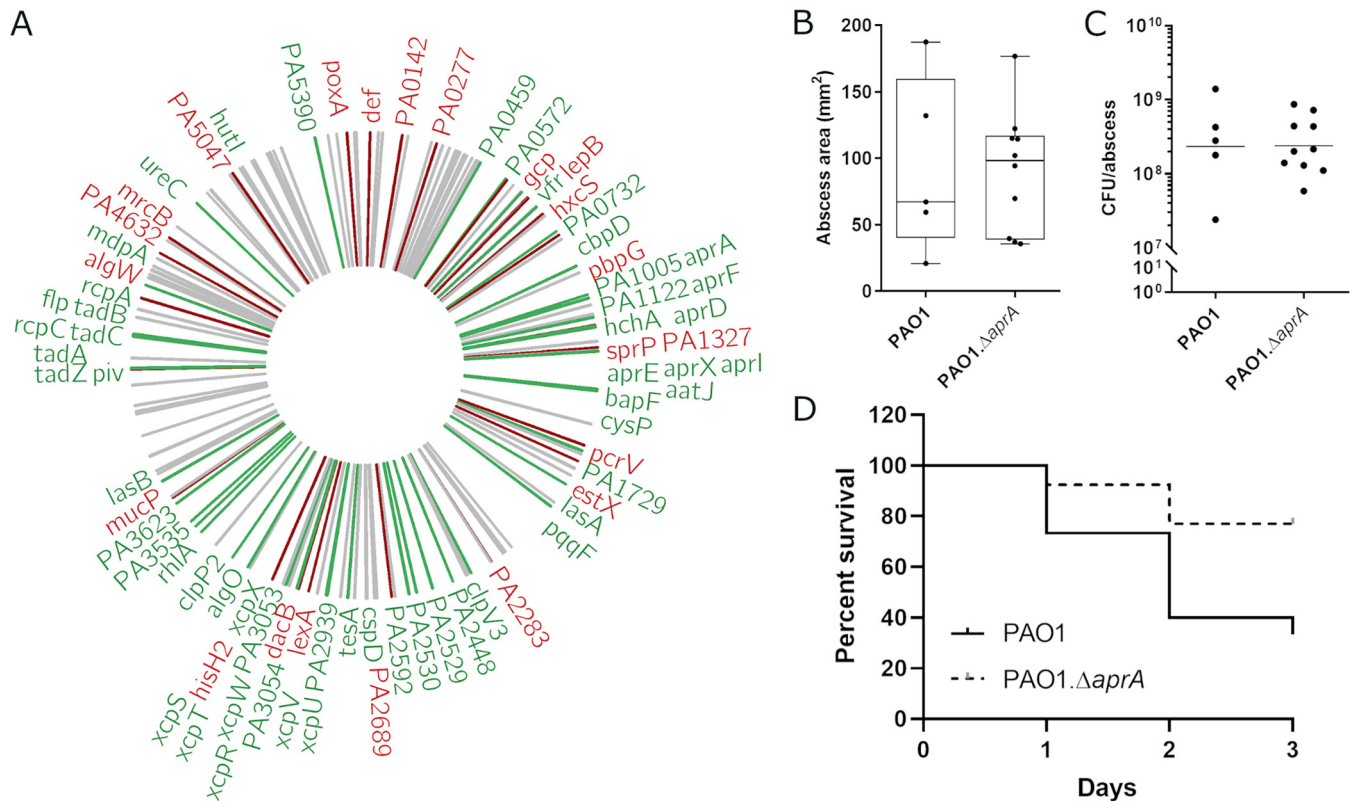 A
PA5390
poxA
def
PA0142
PA0277
PA0459
PA0572
gcp
lepB
vfr
hxcS
PA0732
cbpD
pbpG
PA1005 aprA
PA1122 aprF
hchA aprD
sprP PA1327
aprE aprX aprI
bapF aatJ
cysP
pcrV
PA1729
estX
lasA
pqqF
PA2283
clpV3
PA2448
PA2529
PA2530
PA2592
PA2689
cspD
tesA
xcpU PA2939
xcpV
lexA
PA3054 dacB
xcpR xcpW PA3053
xcpT hisH2 xcpX
xcpS
algO
clpP2
rhlA
PA3535
PA3623
mucP
lasB
tadZ piv
tadA
rcpC tadC
flp tadB
rcpA
algW
mdpA
PA4632
mrcB
ureC
PA5047
hutI
B
Abscess area (mm²)
200
150
100
50
0
PAO1
PAO1.ΔaprA
C
CFU/abscess
10¹⁰
10⁹
10⁸
10⁷
10¹
10⁰
PAO1
PAO1.ΔaprA
D
Percent survival
120
100
80
60
40
20
0
PAO1
PAO1.ΔaprA
0 1 2 3
Days